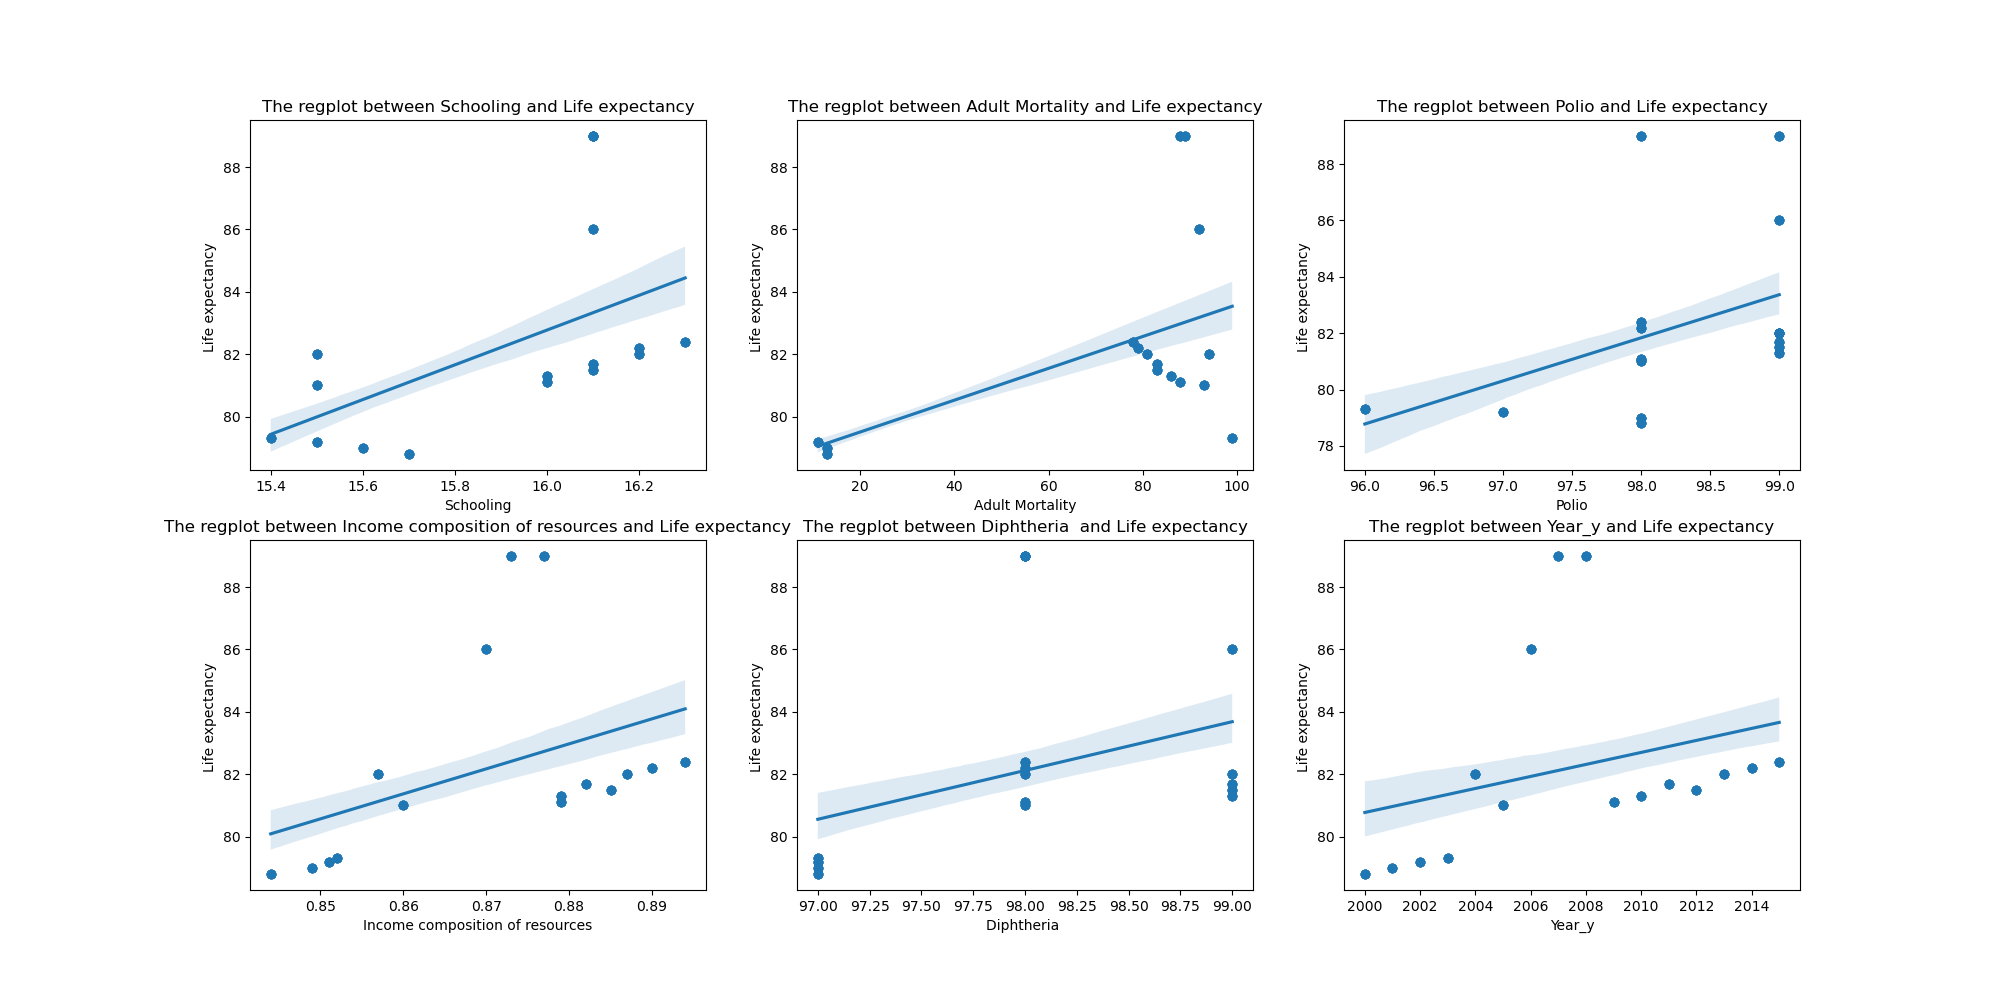 The regplot between Schooling and Life expectancy
88
86
84
82
80
Life expectancy
15.4 15.6 15.8 16.0 16.2
Schooling
The regplot between Adult Mortality and Life expectancy
88
86
84
82
80
Life expectancy
20 40 60 80 100
Adult Mortality
The regplot between Polio and Life expectancy
88
86
84
82
80
78
Life expectancy
96.0 96.5 97.0 97.5 98.0 98.5 99.0
Polio
The regplot between Income composition of resources and Life expectancy
88
86
84
82
80
Life expectancy
0.85 0.86 0.87 0.88 0.89
Income composition of resources
The regplot between Diphtheria  and Life expectancy
88
86
84
82
80
Life expectancy
97.00 97.25 97.50 97.75 98.00 98.25 98.50 98.75 99.00
Diphtheria
The regplot between Year_y and Life expectancy
88
86
84
82
80
Life expectancy
2000 2002 2004 2006 2008 2010 2012 2014
Year_y